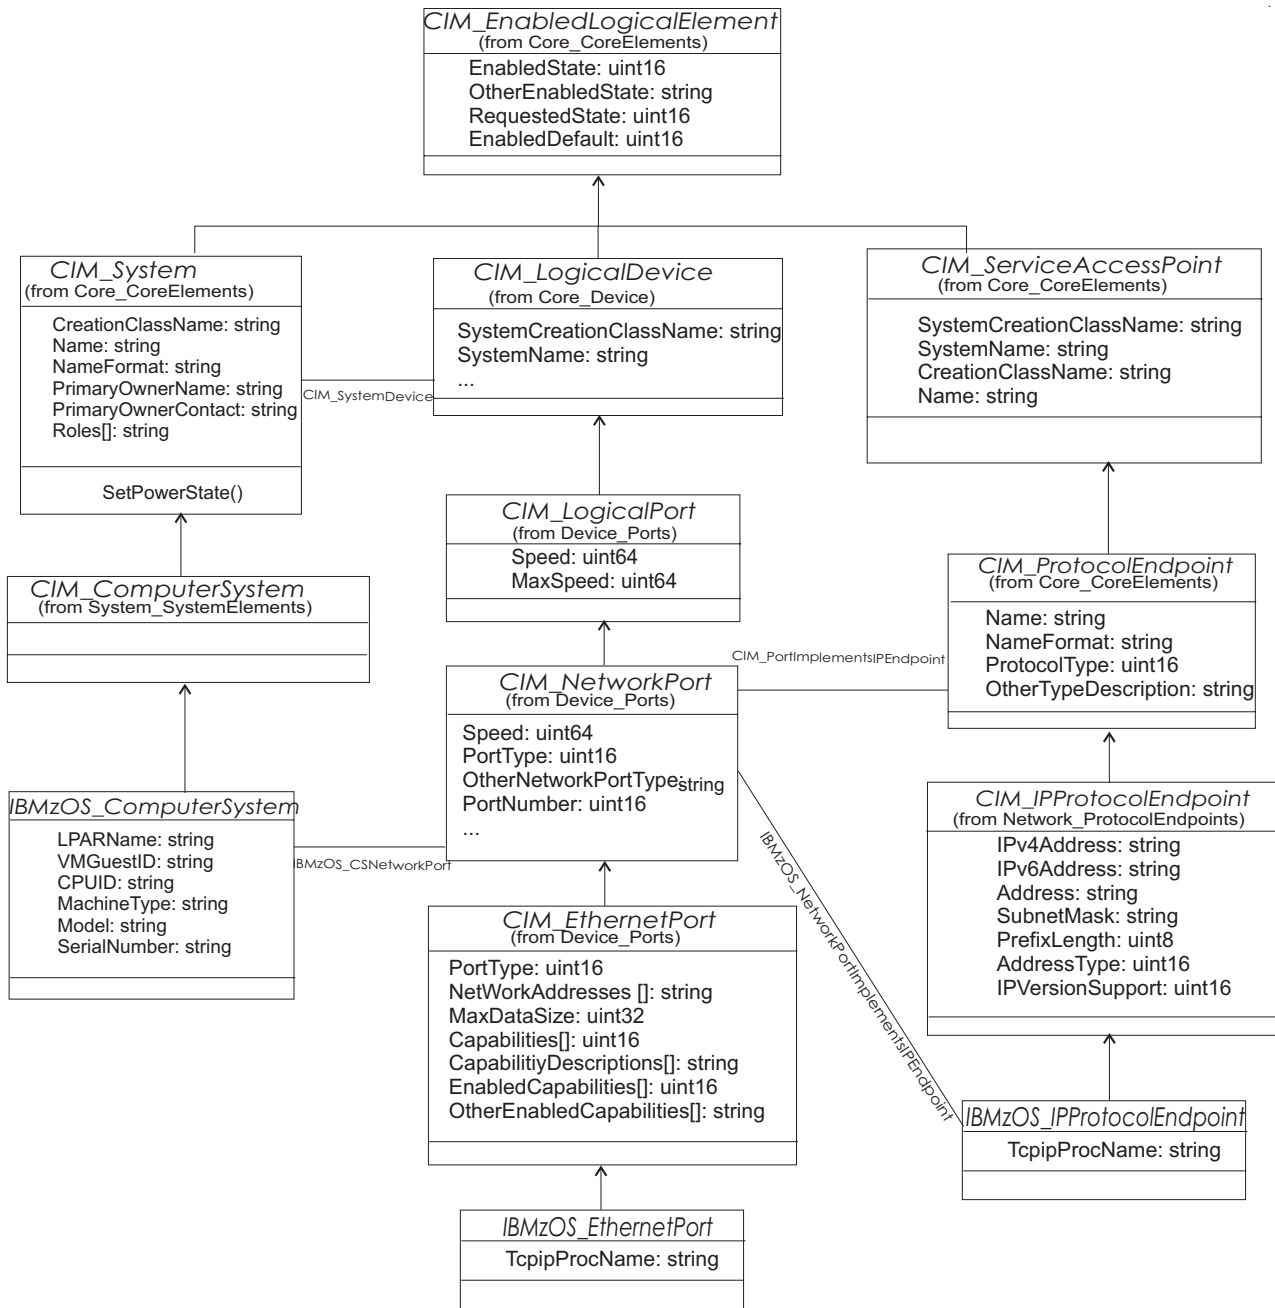 CIM_EnabledLogicalElement
(from Core_CoreElements)
EnabledState: uint16
OtherEnabledState: string
RequestedState: uint16
EnabledDefault: uint16
CIM_System
(from Core_CoreElements)
CreationClassName: string
Name: string
NameFormat: string
PrimaryOwnerName: string
PrimaryOwnerContact: string
Roles[]: string
SetPowerState()
CIM_SystemDevice
CIM_LogicalDevice
(from Core_Device)
SystemCreationClassName: string
SystemName: string
...
CIM_ServiceAccessPoint
(from Core_CoreElements)
SystemCreationClassName: string
SystemName: string
CreationClassName: string
Name: string
CIM_LogicalPort
(from Device_Ports)
Speed: uint64
MaxSpeed: uint64
CIM_ComputerSystem
(from System_SystemElements)
CIM_ProtocolEndpoint
(from Core_CoreElements)
Name: string
NameFormat: string
ProtocolType: uint16
OtherTypeDescription: string
CIM_PortImplementsIPEndpoint
CIM_NetworkPort
(from Device_Ports)
Speed: uint64
PortType: uint16
OtherNetworkPortType:string
PortNumber: uint16
...
IBMzOS_ComputerSystem
LPARName: string
VMGuestID: string
CPUID: string
MachineType: string
Model: string
SerialNumber: string
IBMzOS_CSNetworkPort
IBMzOS_NetworkPortImplementsIPEndpoint
CIM_IPProtocolEndpoint
(from Network_ProtocolEndpoints)
IPv4Address: string
IPv6Address: string
Address: string
SubnetMask: string
PrefixLength: uint8
AddressType: uint16
IPVersionSupport: uint16
CIM_EthernetPort
(from Device_Ports)
PortType: uint16
NetWorkAddresses []: string
MaxDataSize: uint32
Capabilities[]: uint16
CapabilitiyDescriptions[]: string
EnabledCapabilities[]: uint16
OtherEnabledCapabilities[]: string
IBMzOS_IPProtocolEndpoint
TcpipProcName: string
IBMzOS_EthernetPort
TcpipProcName: string